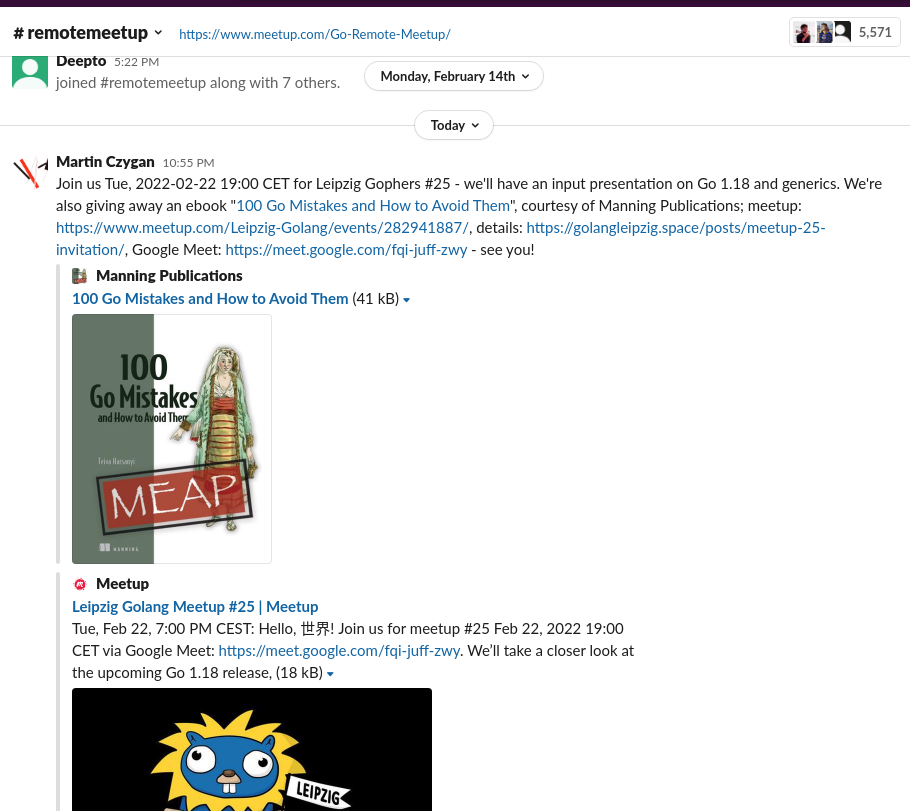 # remotemeetup https://www.meetup.com/Go-Remote-Meetup/ 5,571
Deepto 5:22 PM
Monday, February 14th
joined #remotemeetup along with 7 others.
Today
Martin Czygan 10:55 PM
Join us Tue, 2022-02-22 19:00 CET for Leipzig Gophers #25 - we'll have an input presentation on Go 1.18 and generics. We're
also giving away an ebook "100 Go Mistakes and How to Avoid Them", courtesy of Manning Publications; meetup:
https://www.meetup.com/Leipzig-Golang/events/282941887/, details: https://golangleipzig.space/posts/meetup-25-
invitation/, Google Meet: https://meet.google.com/fqi-juff-zwy - see you!
Manning Publications
100 Go Mistakes and How to Avoid Them (41 kB)
100
Go Mistakes
and How to Avoid Them
Teiva Harsanyi
MEAP
MANNING
Meetup
Leipzig Golang Meetup #25 | Meetup
Tue, Feb 22, 7:00 PM CEST: Hello, 世界! Join us for meetup #25 Feb 22, 2022 19:00
CET via Google Meet: https://meet.google.com/fqi-juff-zwy. We’ll take a closer look at
the upcoming Go 1.18 release, (18 kB)
LEIPZIG